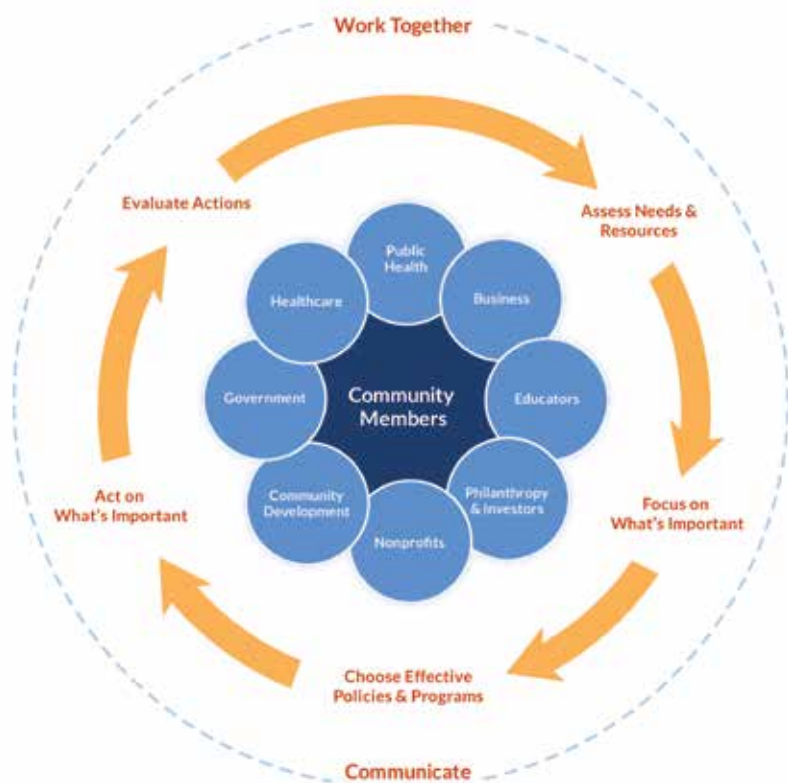 Work Together
Evaluate Actions
Assess Needs &
Resources
Public
Health
Healthcare
Business
Government
Community
Members
Educators
Community
Development
Philanthropy
& Investors
Nonprofits
Act on
What's Important
Focus on
What's Important
Choose Effective
Policies & Programs
Communicate